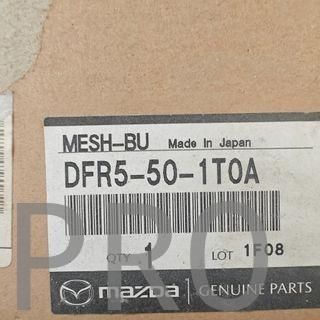 MESH-BU Made In Japan
DFR5-50-1T0A
QTY 1 LOT 1F08
mazda GENUINE PARTS
PRO